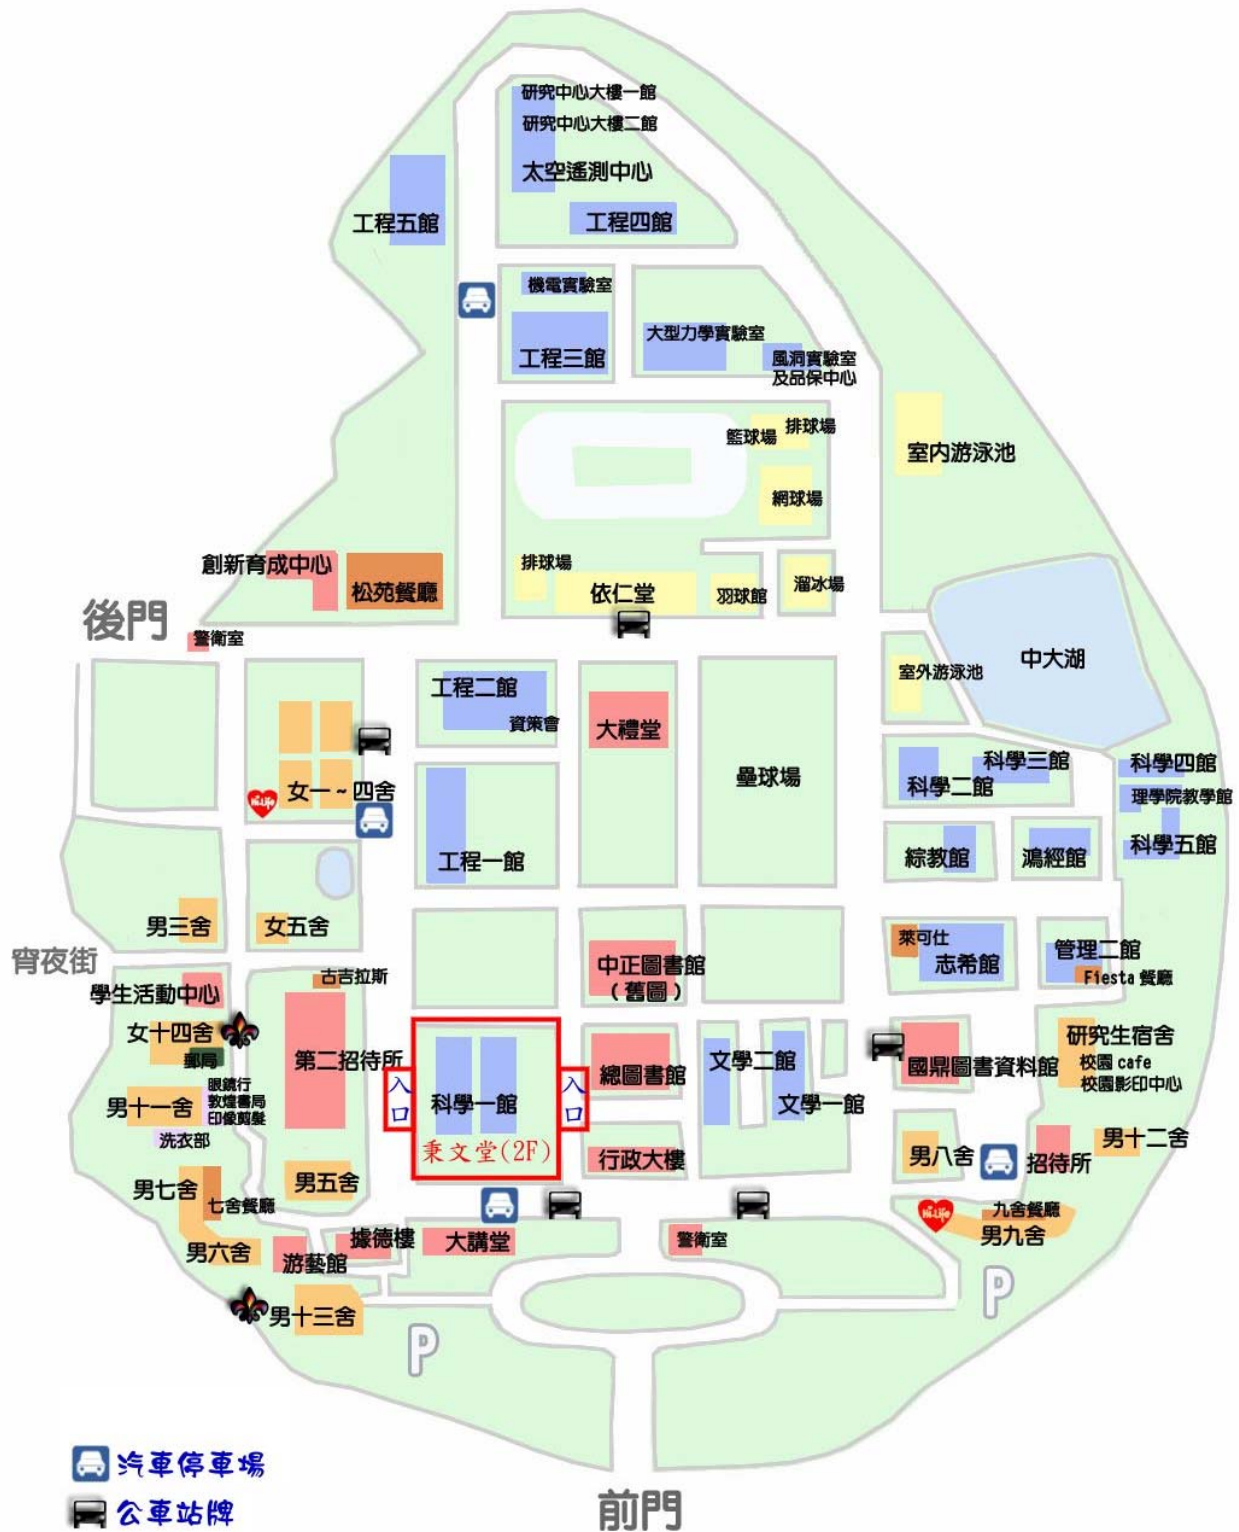 研究中心大樓一館
研究中心大樓二館
太空遙測中心
工程五館
工程四館
機電實驗室
大型力學實驗室
工程三館
風洞實驗室
及品保中心
籃球場
排球場
室內游泳池
網球場
創新育成中心
松苑餐廳
排球場
依仁堂
羽球館
溜冰場
後門
警衛室
中大湖
室外游泳池
工程二館
資策會
大禮堂
壘球場
科學三館
科學四館
科學二館
理學院教學館
女一~四舍
Hi-Life
工程一館
綜教館
鴻經館
科學五館
男三舍
女五舍
宵夜街
萊可仕
志希館
管理二館
Fiesta 餐廳
中正圖書館
(舊圖)
古吉拉斯
學生活動中心
女十四舍
郵局
第二招待所
眼鏡行
敦煌書局
印像剪髮
男十一舍
洗衣部
入口
科學一館
秉文堂(2F)
入口
總圖書館
文學二館
文學一館
國鼎圖書資料館
研究生宿舍
校園 cafe
校園影印中心
行政大樓
男八舍
招待所
男十二舍
男五舍
男七舍
七舍餐廳
男六舍
游藝館
據德樓
大講堂
警衛室
Hi-Life
九舍餐廳
男九舍
男十三舍
P
P
汽車停車場
公車站牌
前門